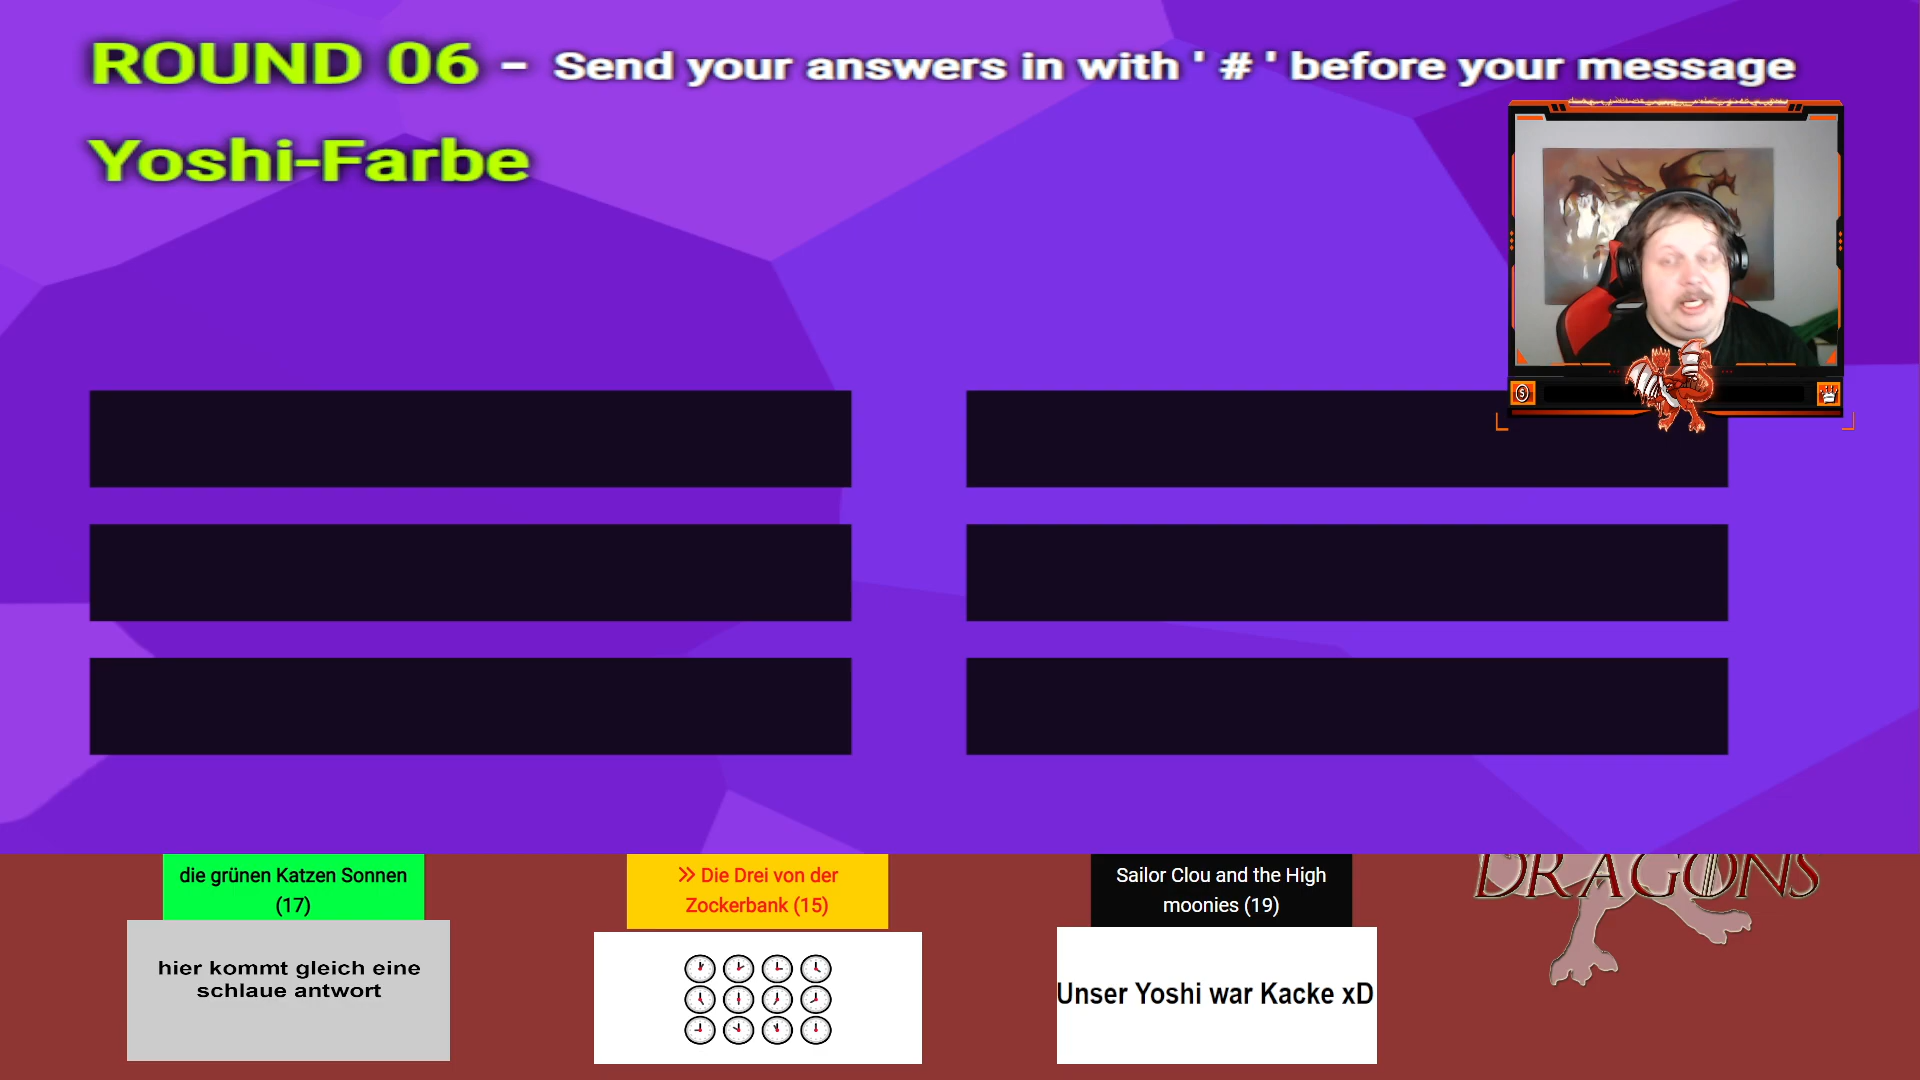 ROUND 06 - Send your answers in with ' # ' before your message
Yoshi-Farbe
die grünen Katzen Sonnen
(17)
Die Drei von der
Zockerbank (15)
Sailor Clou and the High
moonies (19)
DRAGONS
hier kommt gleich eine
schlaue antwort
Unser Yoshi war Kacke xD